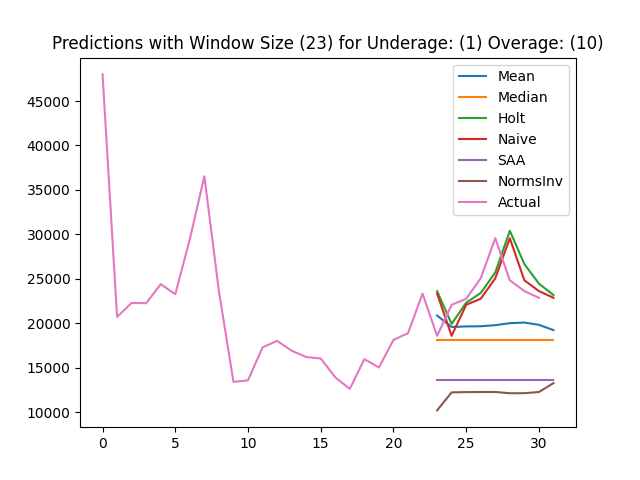 Predictions with Window Size (23) for Underage: (1) Overage: (10)
45000
40000
35000
30000
25000
20000
15000
10000
0
5
10
15
20
25
30
Mean
Median
Holt
Naive
SAA
NormsInv
Actual